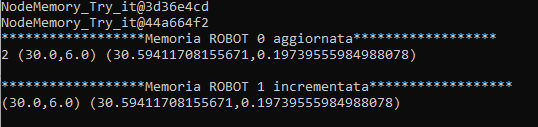 NodeMemory_Try_it@3d36e4cd
NodeMemory_Try_it@44a664f2
******************Memoria ROBOT 0 aggiornata******************
2 (30.0,6.0) (30.59411708155671,0.19739555984988078)
******************Memoria ROBOT 1 incrementata******************
(30.0,6.0) (30.59411708155671,0.19739555984988078)